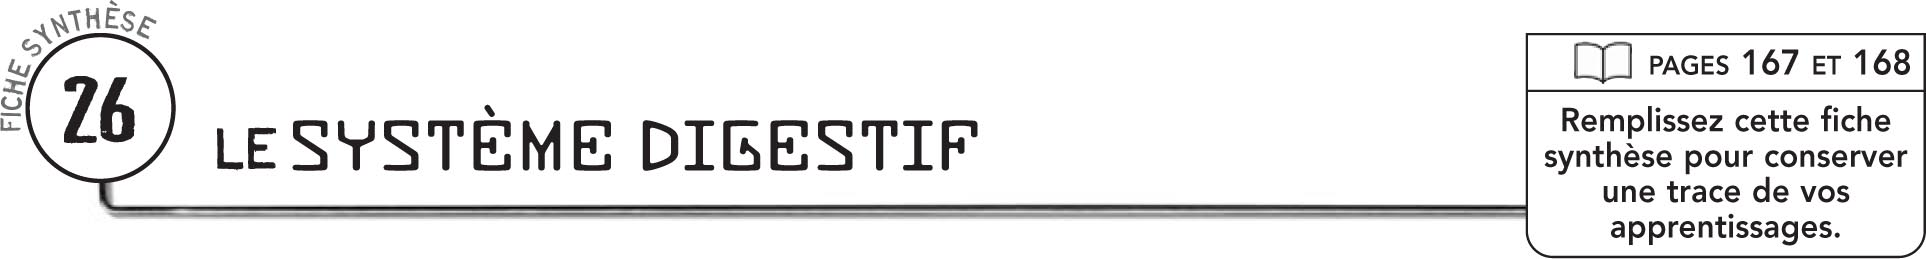 FICHE SYNTHÈSE
26
LE SYSTÈME DIGESTIF
PAGES 167 ET 168
Remplissez cette fiche
synthèse pour conserver
une trace de vos
apprentissages.